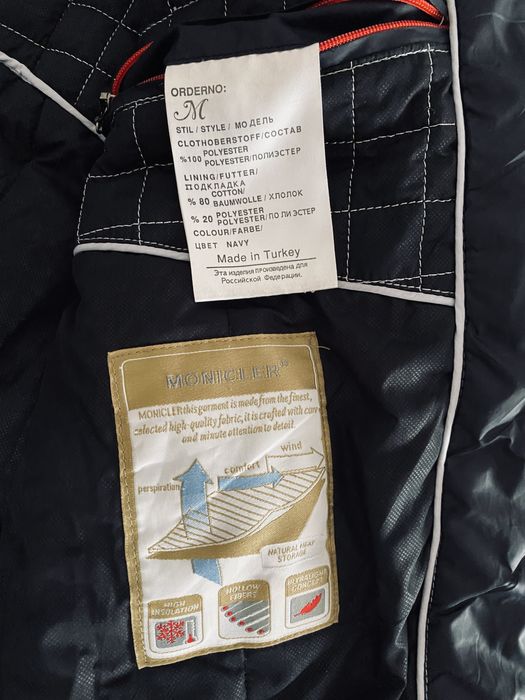 ORDERNO:
M
STIL / STYLE / МОДЕЛЬ
CLOTHOBERSTOFF/СОСТАВ
%100 POLYESTER
POLYESTER/ПОЛИЭСТЕР
LINING/FUTTER/
ПОДКЛАДКА
COTTON/
% 80 BAUMWOLLE / ХЛОПОК
% 20 POLYESTER
POLYESTER/ПОЛИЭСТЕР
COLOUR/FARBE/
ЦВЕТ NAVY
Made in Turkey
Эта изделия произведена для
Российской Федерации.
MONICLER
MONICLER this garment is made from the finest,
selected high-quality fabric, it is crafted with care
and minute attention to detail.
wind
comfort
perspiration
NATURAL HEAT
STORAGE
HIGH
INSULATION
HOLLOW
FIBERS
ULTRALIGHT
CONCEPT